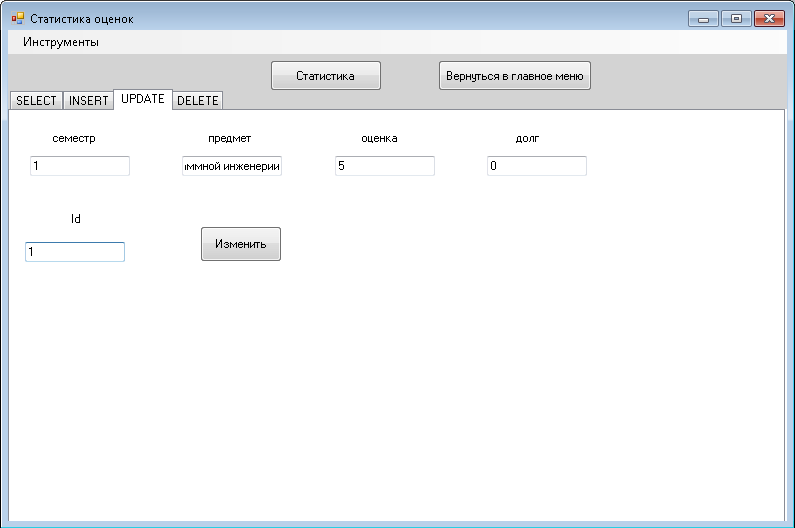 Статистика оценок
Инструменты
Статистика Вернуться в главное меню
SELECT INSERT UPDATE DELETE
семестр предмет оценка долг
1 иммной инженерии 5 0
Id
1 Изменить